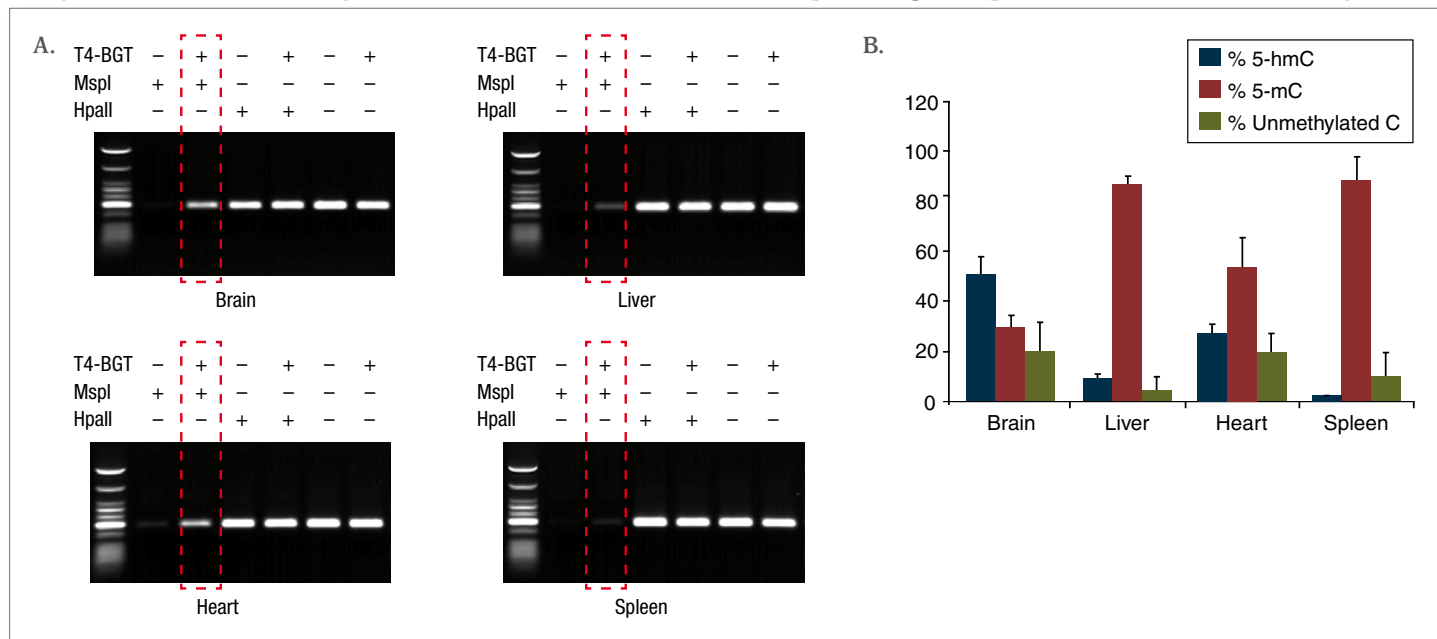 A.
T4-BGT – + – + – +
MspI + + – – – –
HpaII – – + + – –
Brain
T4-BGT – + – + – +
MspI + + – – – –
HpaII – – + + – –
Liver
T4-BGT – + – + – +
MspI + + – – – –
HpaII – – + + – –
Heart
T4-BGT – + – + – +
MspI + + – – – –
HpaII – – + + – –
Spleen
B.
% 5-hmC
% 5-mC
% Unmethylated C
120
100
80
60
40
20
0
Brain Liver Heart Spleen